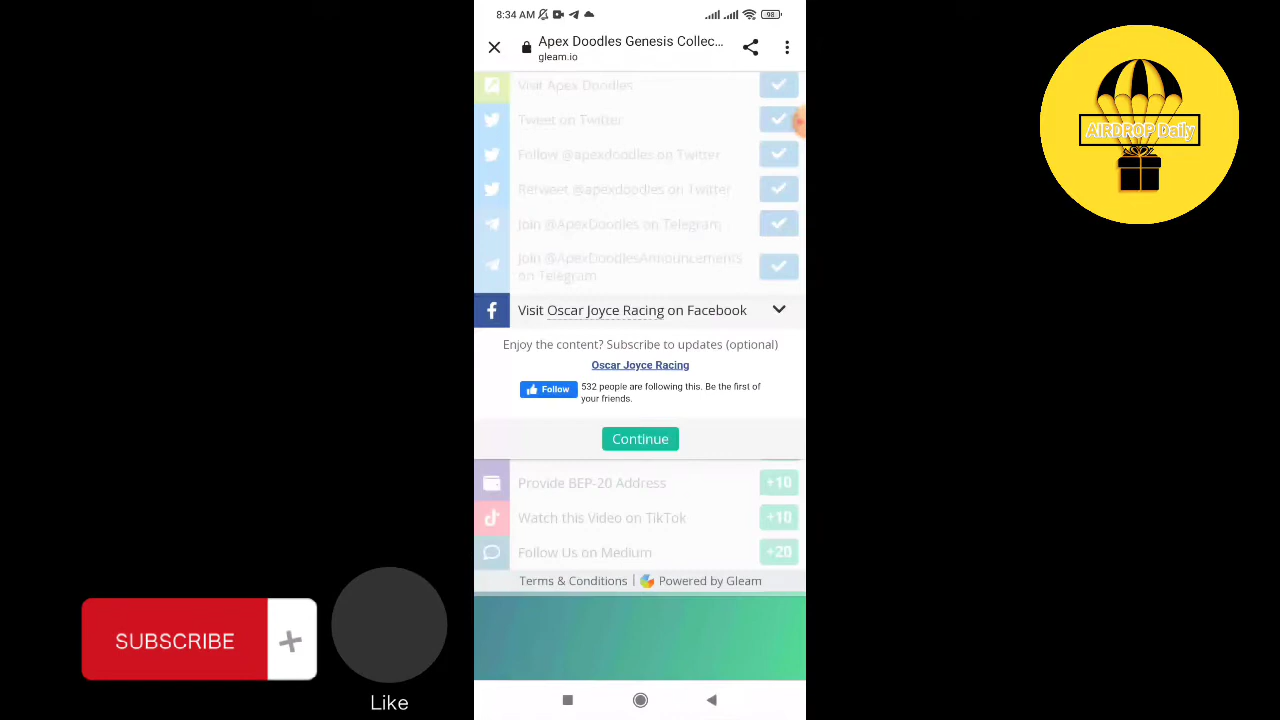 8:34 AM
98
Apex Doodles Genesis Collec...
gleam.io
AIRDROP Daily
Visit Apex Doodles
Tweet on Twitter
Follow @apexdoodles on Twitter
Retweet @apexdoodles on Twitter
Join @ApexDoodles on Telegram
Join @ApexDoodlesAnnouncements
on Telegram
Visit Oscar Joyce Racing on Facebook
Enjoy the content? Subscribe to updates (optional)
Oscar Joyce Racing
Follow
532 people are following this. Be the first of
your friends.
Continue
Provide BEP-20 Address +10
Watch this Video on TikTok +10
Follow Us on Medium +20
Terms & Conditions | Powered by Gleam
SUBSCRIBE +
Like